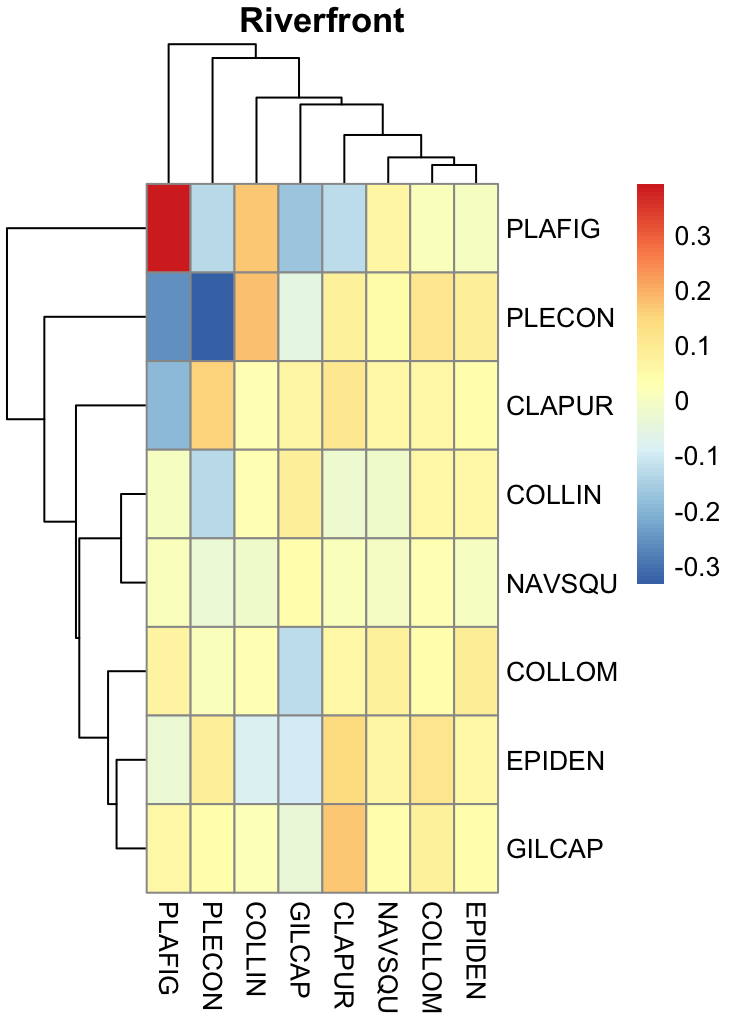 Riverfront
PLAFIG
PLECON
CLAPUR
COLLIN
NAVSQU
COLLOM
EPIDEN
GILCAP
0.3
0.2
0.1
0
-0.1
-0.2
-0.3
PLAFIG
PLECON
COLLIN
GILCAP
CLAPUR
NAVSQU
COLLOM
EPIDEN